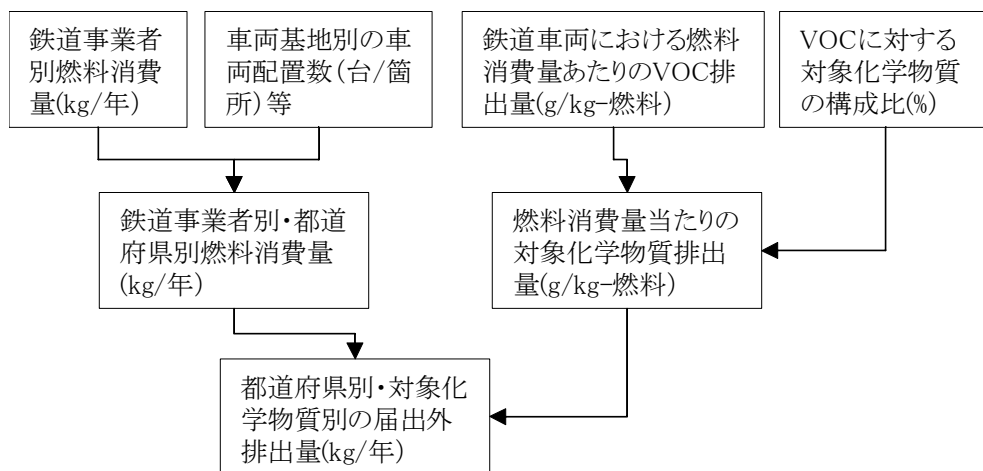 鉄道事業者
別燃料消費
量(kg/年)
車両基地別の車
両配置数（台/箇
所）等
鉄道車両における燃料
消費量あたりのVOC排
出量(g/kg-燃料)
VOCに対する
対象化学物質
の構成比(%)
鉄道事業者別・都道
府県別燃料消費量
(kg/年)
燃料消費量当たりの
対象化学物質排出
量(g/kg-燃料)
都道府県別・対象化
学物質別の届出外
排出量(kg/年)